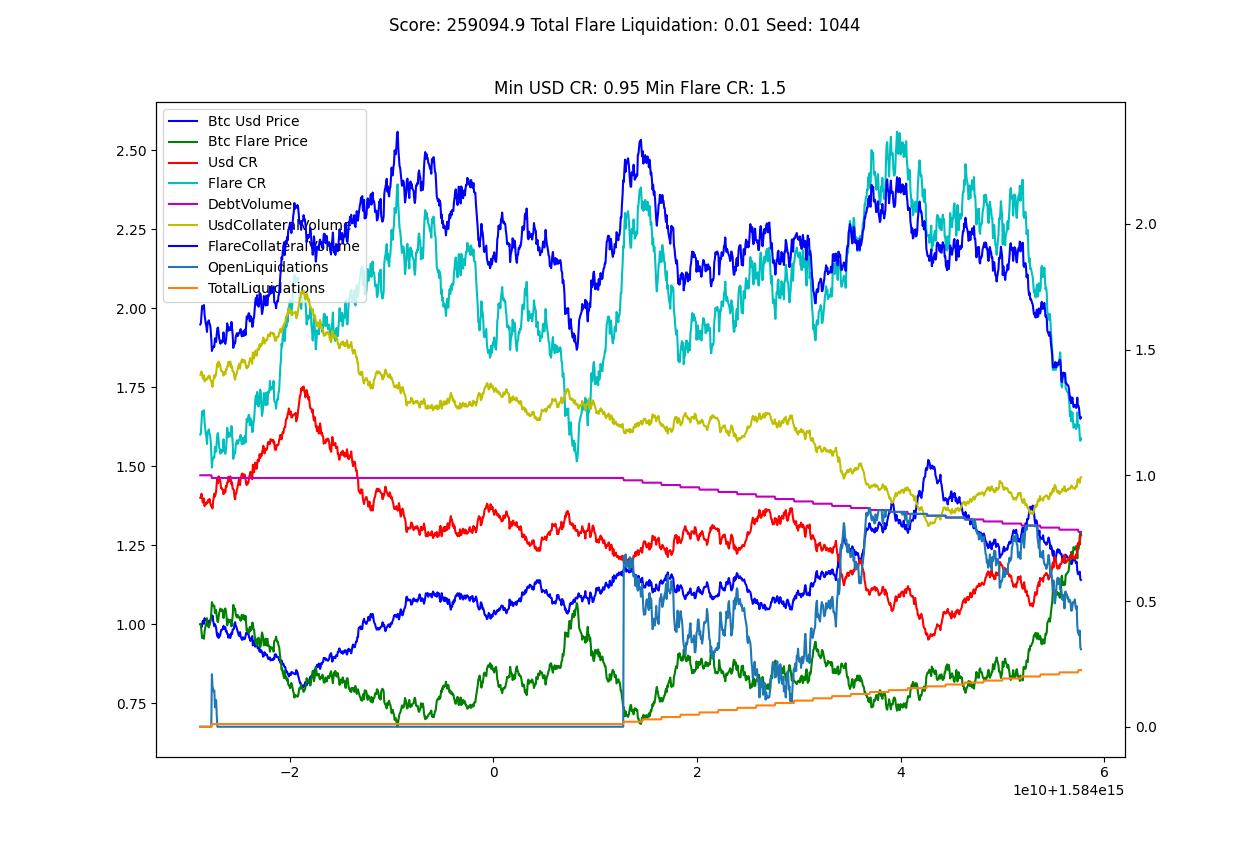 Score: 259094.9 Total Flare Liquidation: 0.01 Seed: 1044
Min USD CR: 0.95 Min Flare CR: 1.5
Btc Usd Price
Btc Flare Price
Usd CR
Flare CR
DebtVolume
UsdCollateralVolume
FlareCollateralVolume
OpenLiquidations
TotalLiquidations
2.50
2.25
2.00
1.75
1.50
1.25
1.00
0.75
2.0
1.5
1.0
0.5
0.0
−2
0
2
4
6
1e10+1.584e15